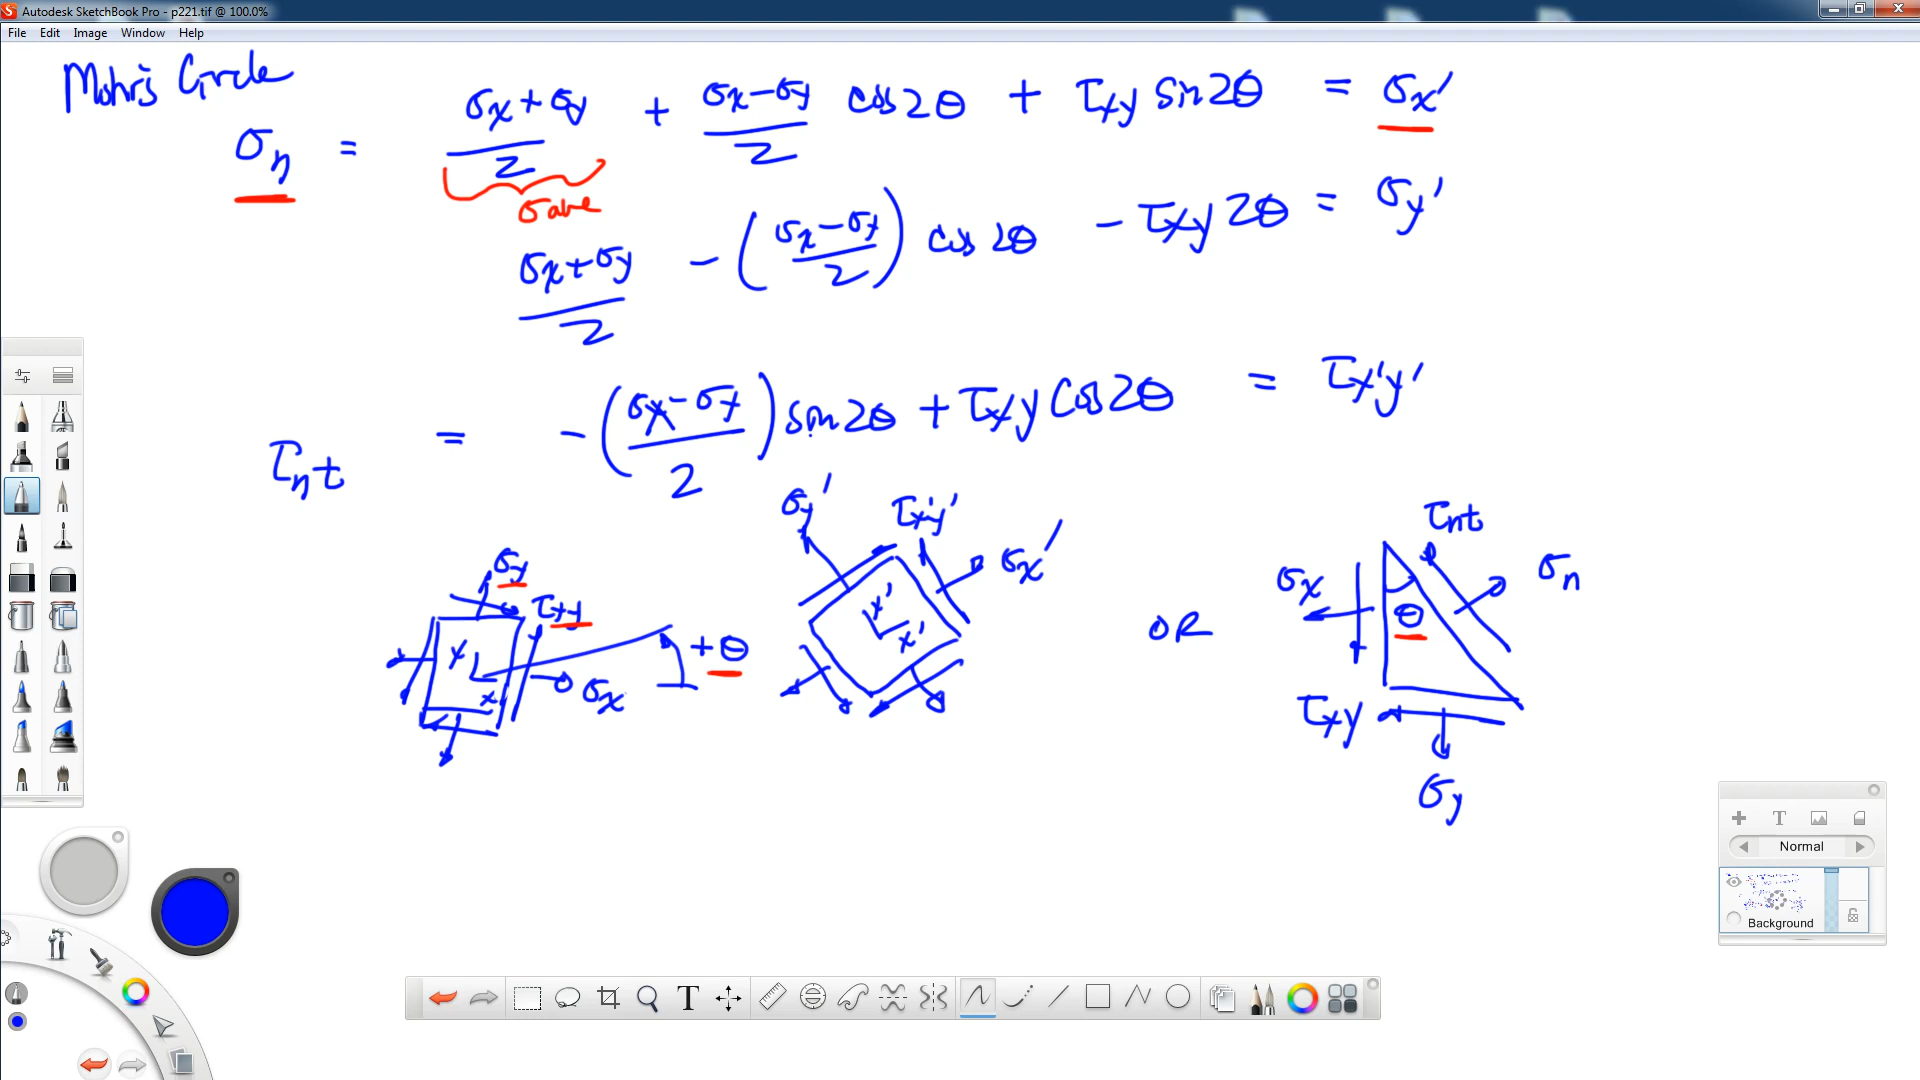 Autodesk SketchBook Pro - p221.tif @ 100.0%
File Edit Image Window Help
Mohr's Circle
σn = σx+σy/2 + σx-σy/2 cos2θ + τxy sin2θ = σx'
σave
σx+σy/2 - (σx-σy/2) cos 2θ - τxy 2θ = σy'
τnt = -(σx-σy/2) sin2θ + τxy cos2θ = τx'y'
σy' τx'y' σx'
σy τxy +θ σx
y x
y' x'
OR
τnt σn σx θ
τxy σy
T
Normal
Background
T